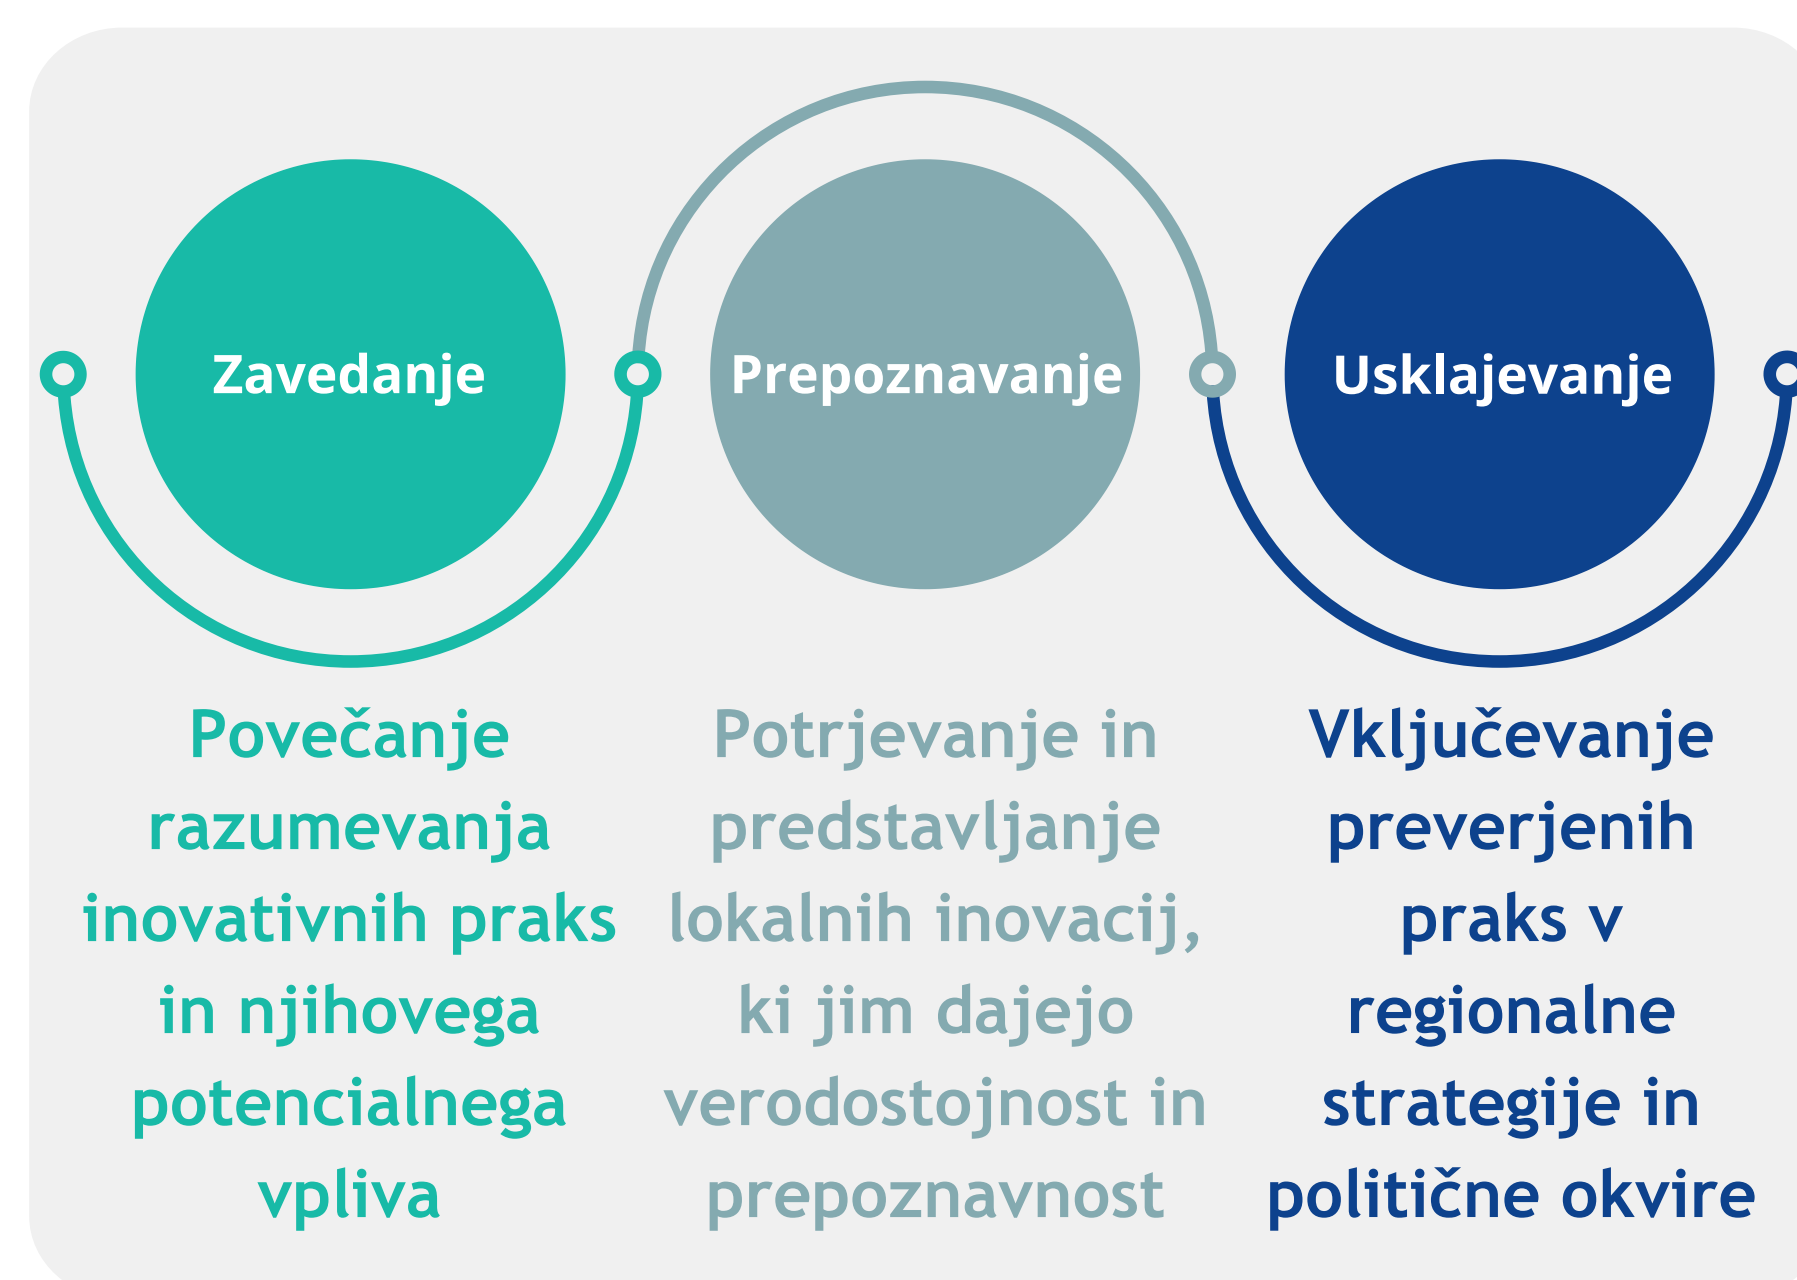 Zavedanje
Prepoznavanje
Usklajevanje
Povečanje
razumevanja
inovativnih praks
in njihovega
potencialnega
vpliva
Potrjevanje in
predstavljanje
lokalnih inovacij,
ki jim dajejo
verodostojnost in
prepoznavnost
Vključevanje
preverjenih
praks v
regionalne
strategije in
politične okvire